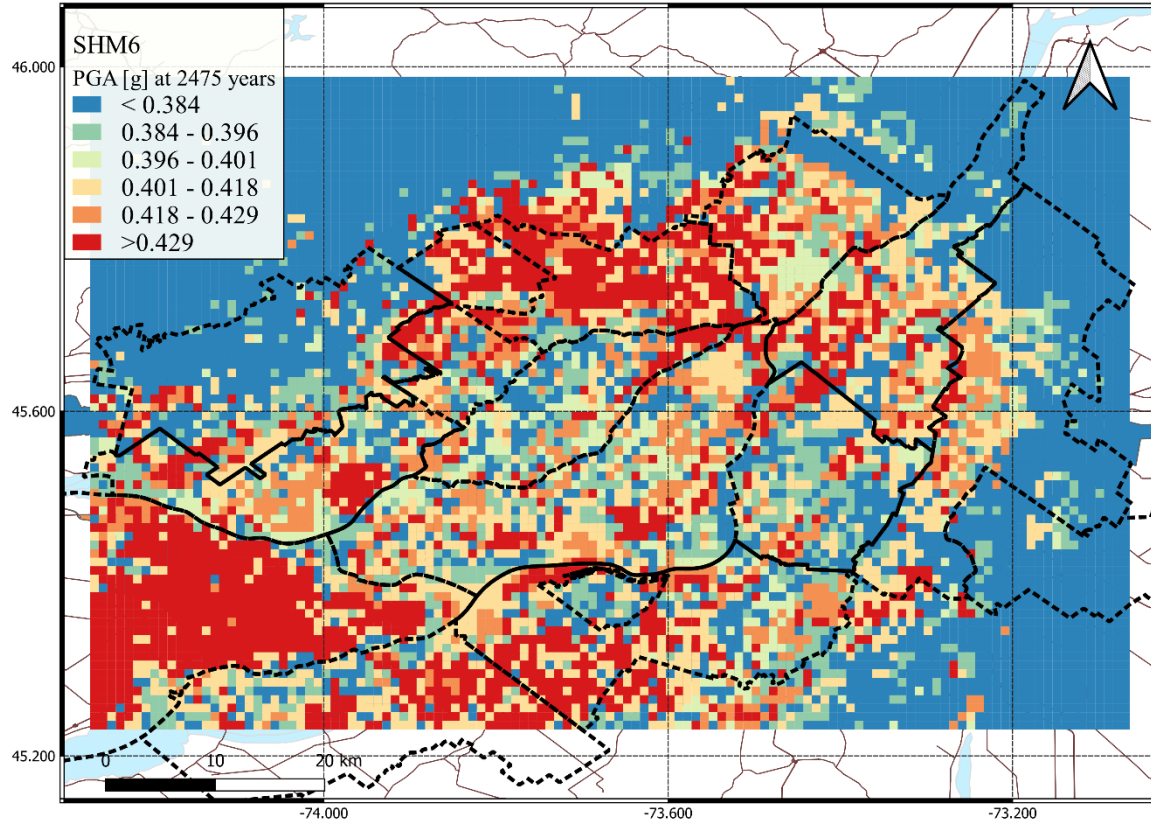 SHM6
PGA [g] at 2475 years
< 0.384
0.384 - 0.396
0.396 - 0.401
0.401 - 0.418
0.418 - 0.429
>0.429
46.000
45.600
45.200
0 10 20 km
-74.000 -73.600 -73.200